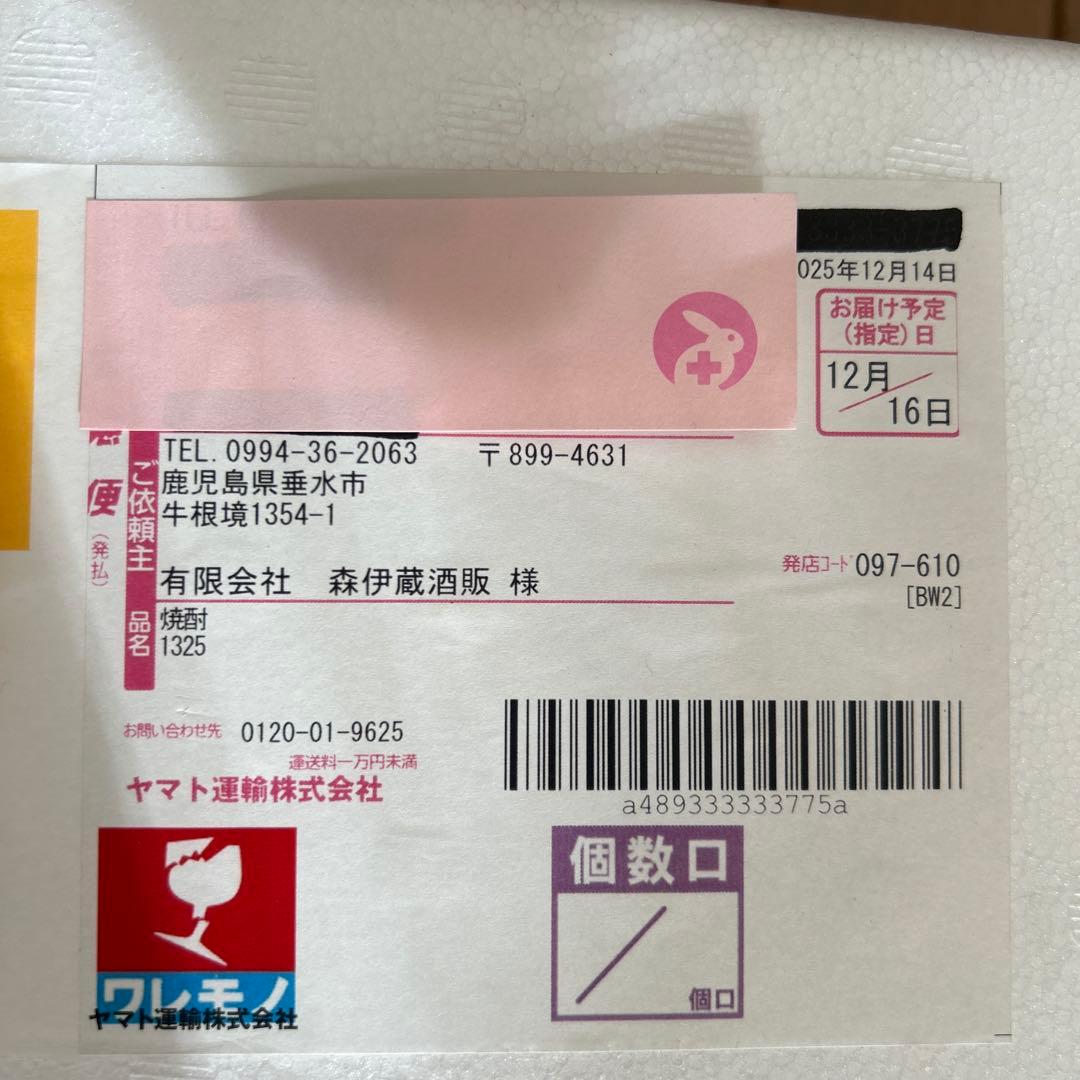 025年12月14日
お届け予定
(指定)日
12月
16日
便
(発払)
ご依頼主
TEL. 0994-36-2063 〒899-4631
鹿児島県垂水市
牛根境1354-1
有限会社 森伊蔵酒販 様
発店コード 097-610
[BW2]
品名
焼酎
1325
お問い合わせ先 0120-01-9625
運送料一万円未満
ヤマト運輸株式会社
a489333333775a
ワレモノ
ヤマト運輸株式会社
個数口
個口